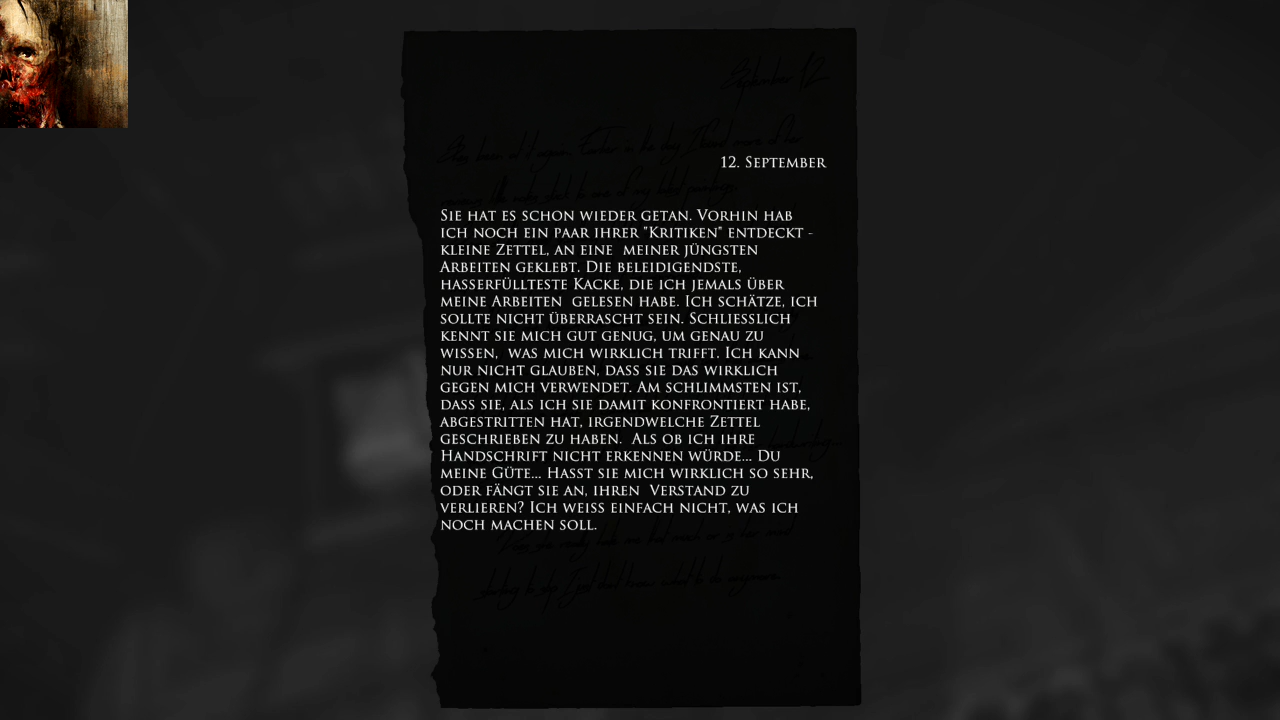 September 12
12. September
Sie hat es schon wieder getan. Vorhin hab
ich noch ein paar ihrer "Kritiken" entdeckt -
kleine Zettel, an eine  meiner jüngsten
Arbeiten geklebt. Die beleidigendste,
hasserfüllteste Kacke, die ich jemals über
meine Arbeiten  gelesen habe. Ich schätze, ich
sollte nicht überrascht sein. Schliesslich
kennt sie mich gut genug, um genau zu
wissen,  was mich wirklich trifft. Ich kann
nur nicht glauben, dass sie das wirklich
gegen mich verwendet. Am schlimmsten ist,
dass sie, als ich sie damit konfrontiert habe,
abgestritten hat, irgendwelche Zettel
geschrieben zu haben.  Als ob ich ihre
Handschrift nicht erkennen würde... Du
meine Güte... Hasst sie mich wirklich so sehr,
oder fängt sie an, ihren  Verstand zu
verlieren? Ich weiss einfach nicht, was ich
noch machen soll.